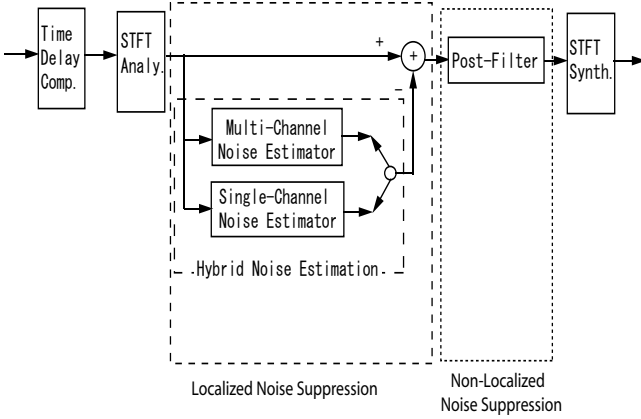 Time
Delay
Comp.
STFT
Analy.
+
+
-
Post-Filter
STFT
Synth.
Multi-Channel
Noise Estimator
Single-Channel
Noise Estimator
Hybrid Noise Estimation
Localized Noise Suppression
Non-Localized
Noise Suppression